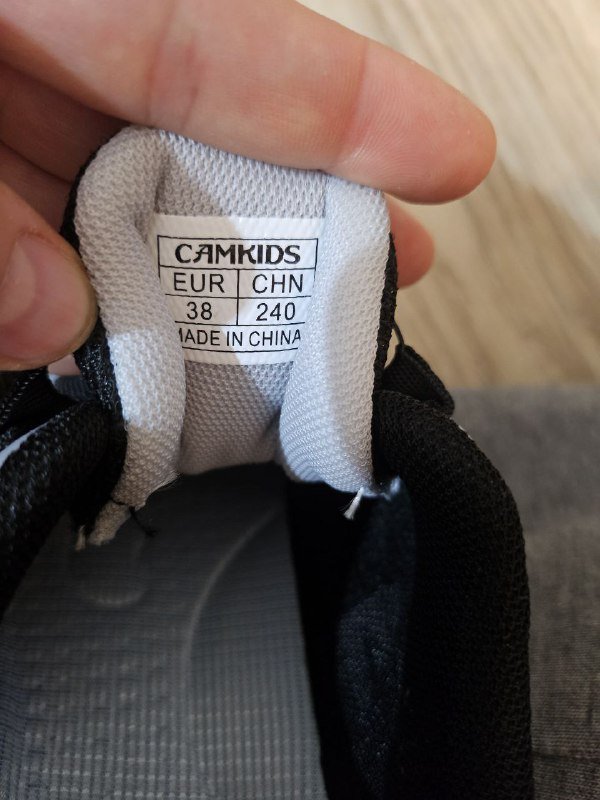 CAMKIDS
EUR CHN
38 240
MADE IN CHINA